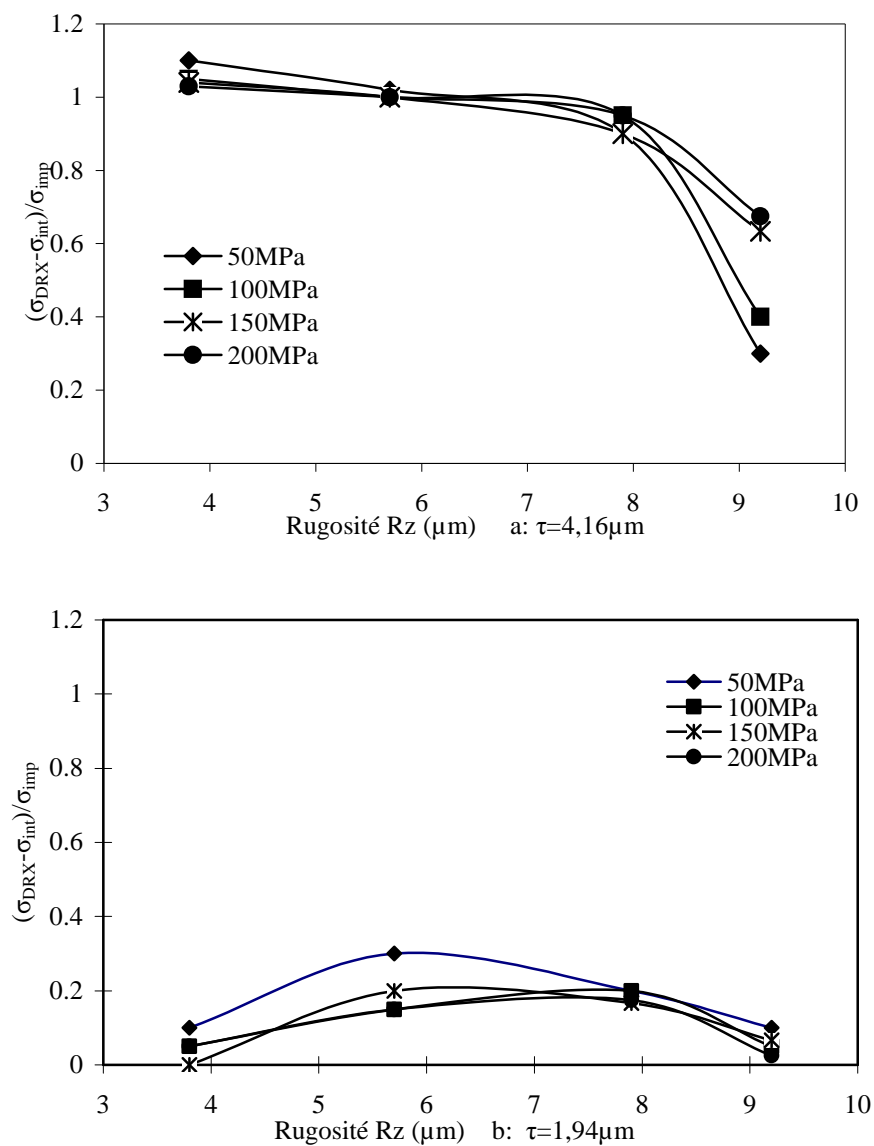 1.2
1
0.8
0.6
0.4
0.2
0
(σDRX-σint)/σimp
50MPa
100MPa
150MPa
200MPa
3 4 5 6 7 8 9 10
Rugosité Rz (µm) a: τ=4,16µm
1.2
1
0.8
0.6
0.4
0.2
0
(σDRX-σint)/σimp
50MPa
100MPa
150MPa
200MPa
3 4 5 6 7 8 9 10
Rugosité Rz (µm) b: τ=1,94µm